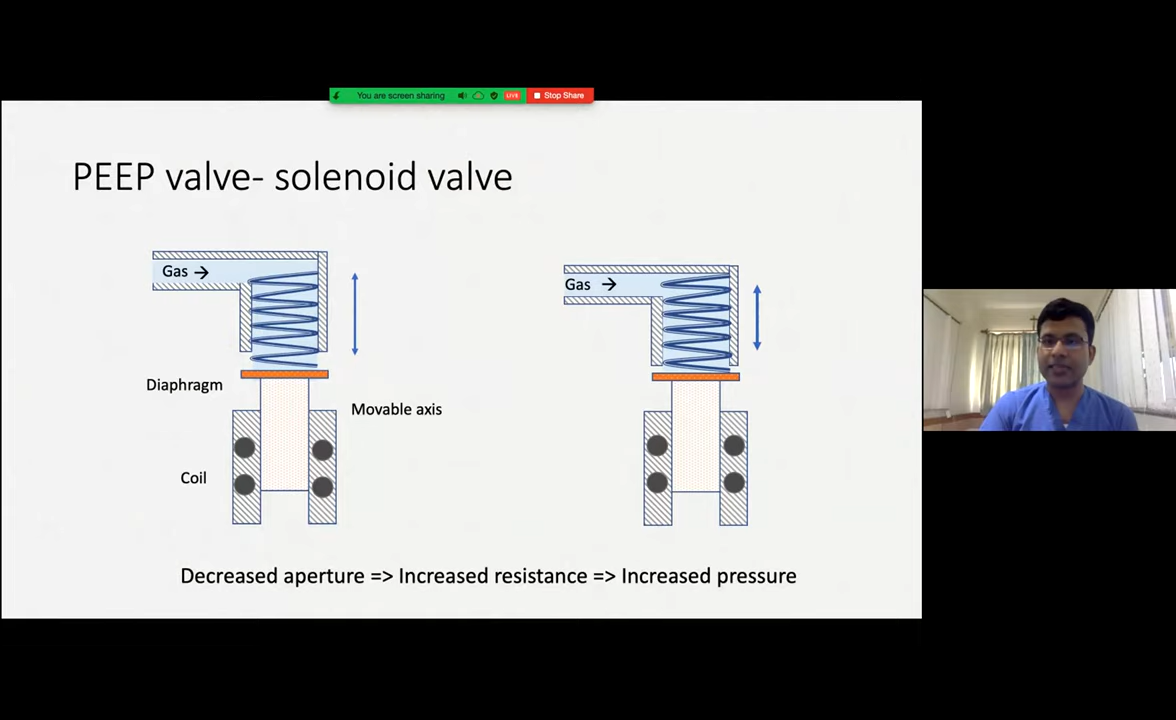 You are screen sharing
LIVE
Stop Share
PEEP valve- solenoid valve
Gas →
Gas →
Diaphragm
Movable axis
Coil
Decreased aperture => Increased resistance => Increased pressure